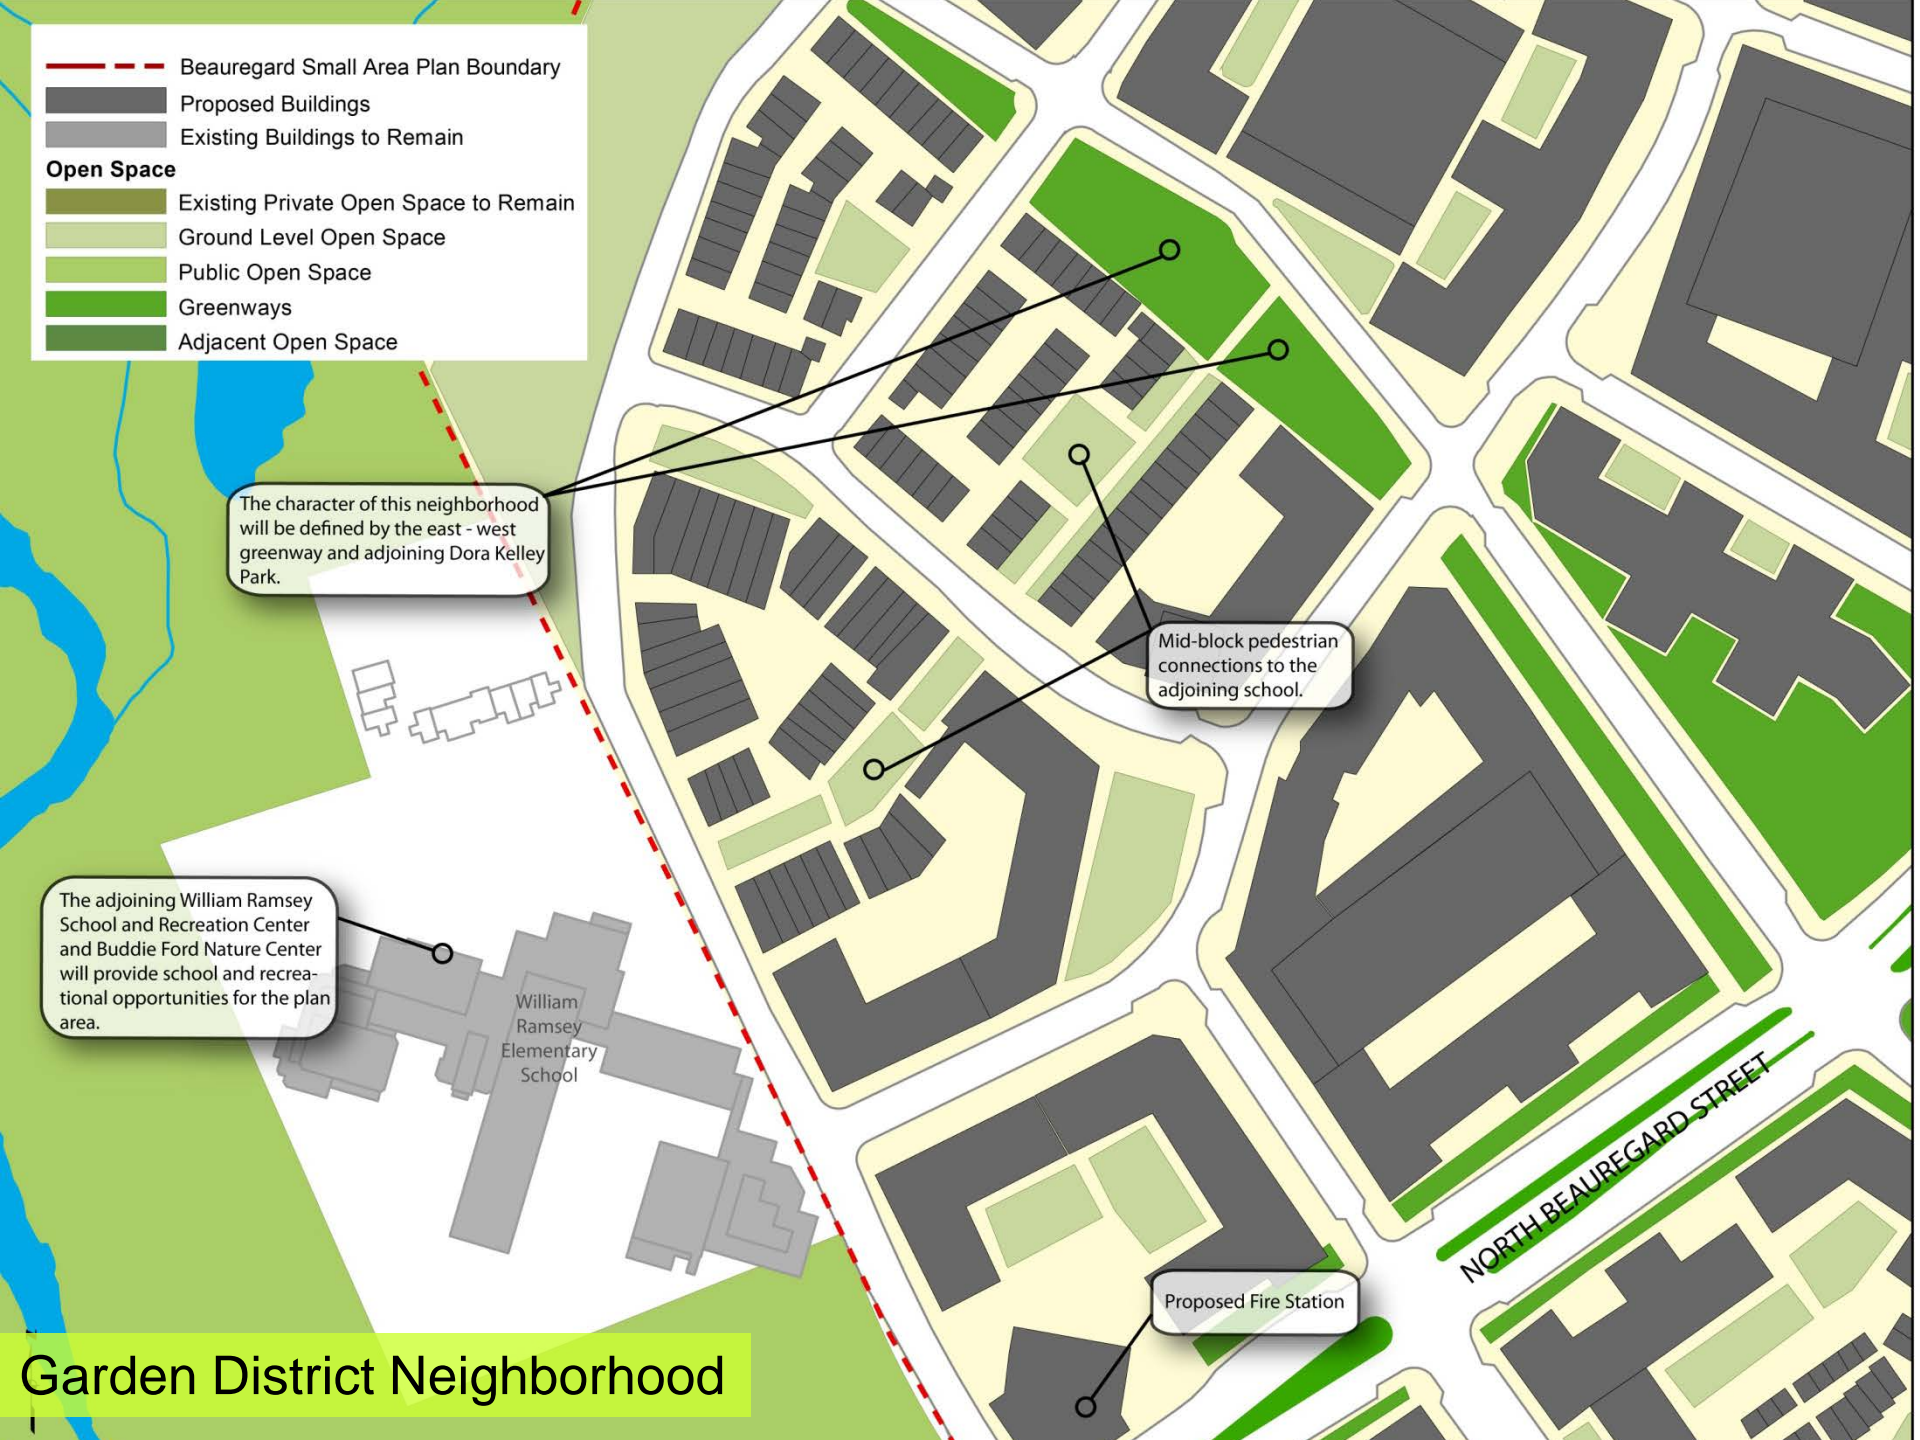 Beauregard Small Area Plan Boundary
Proposed Buildings
Existing Buildings to Remain
Open Space
Existing Private Open Space to Remain
Ground Level Open Space
Public Open Space
Greenways
Adjacent Open Space
The character of this neighborhood
will be defined by the east - west
greenway and adjoining Dora Kelley
Park.
Mid-block pedestrian
connections to the
adjoining school.
The adjoining William Ramsey
School and Recreation Center
and Buddie Ford Nature Center
will provide school and recrea-
tional opportunities for the plan
area.
William
Ramsey
Elementary
School
NORTH BEAUREGARD STREET
Proposed Fire Station
Garden District Neighborhood